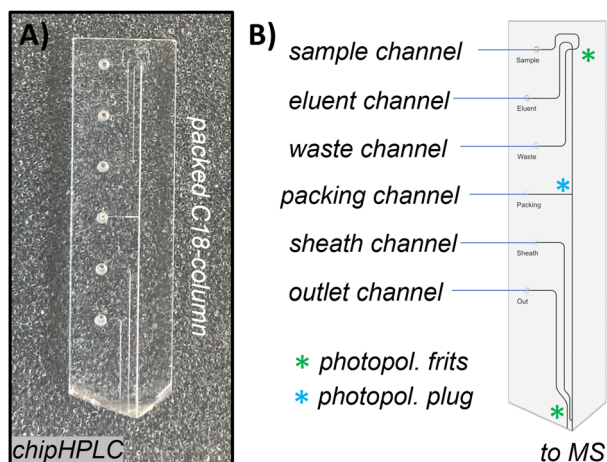 A)
packed C18-column
chipHPLC
B)
sample channel
eluent channel
waste channel
packing channel
sheath channel
outlet channel
* photopol. frits
* photopol. plug
Sample
*
Eluent
Waste
*
Packing
Sheath
Out
*
to MS